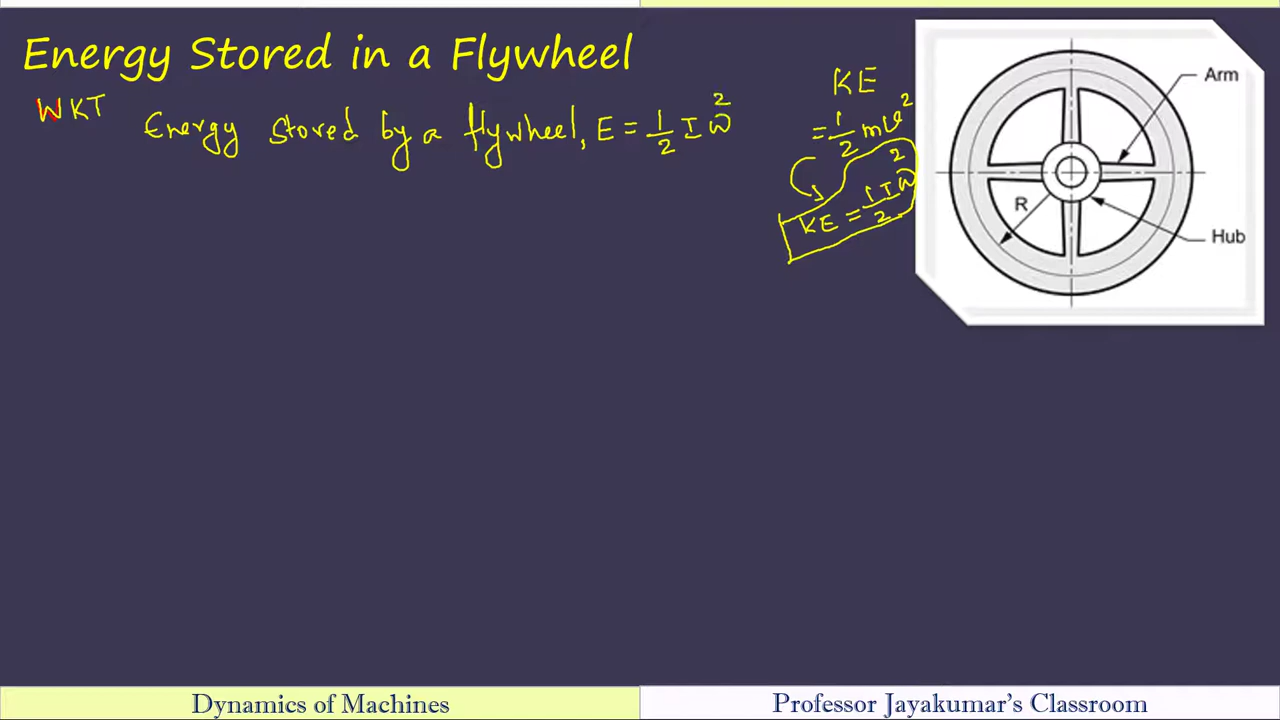 Energy Stored in a Flywheel
WKT Energy stored by a flywheel, E = 1/2 I ω²
KE
= 1/2 mv²
KE = 1/2 I ω²
Arm
R
Hub
Dynamics of Machines
Professor Jayakumar's Classroom